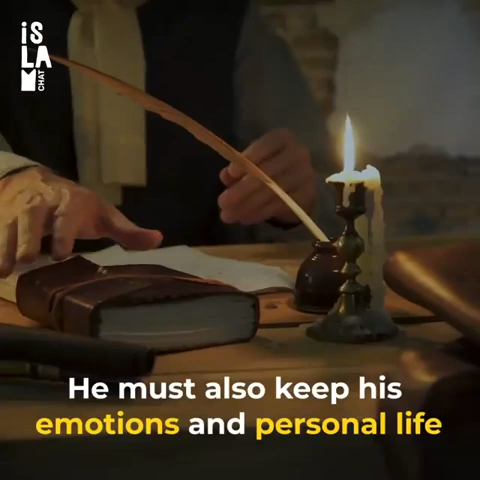 iS
LA
M
CHAT
He must also keep his
emotions and personal life